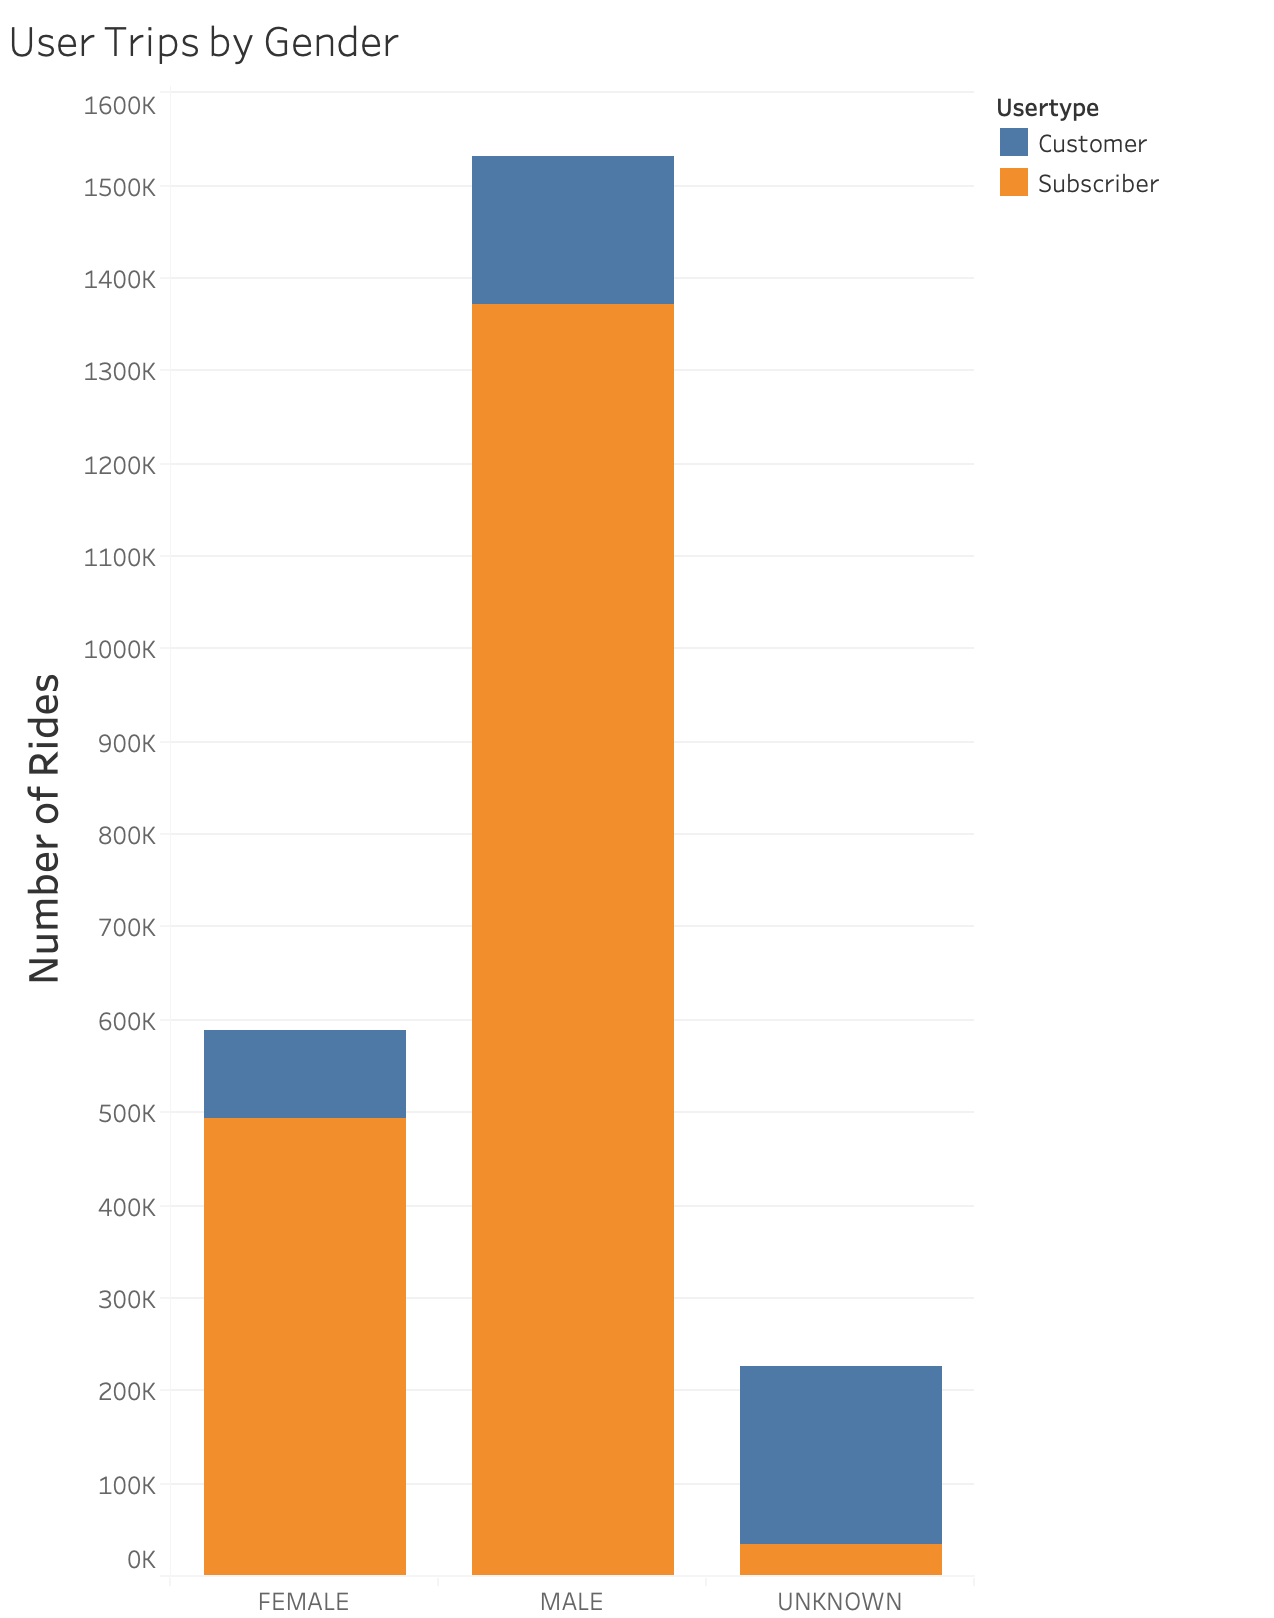 User Trips by Gender
1600K
1500K
1400K
1300K
1200K
1100K
1000K
900K
800K
700K
600K
500K
400K
300K
200K
100K
0K
Number of Rides
FEMALE
MALE
UNKNOWN
Usertype
Customer
Subscriber